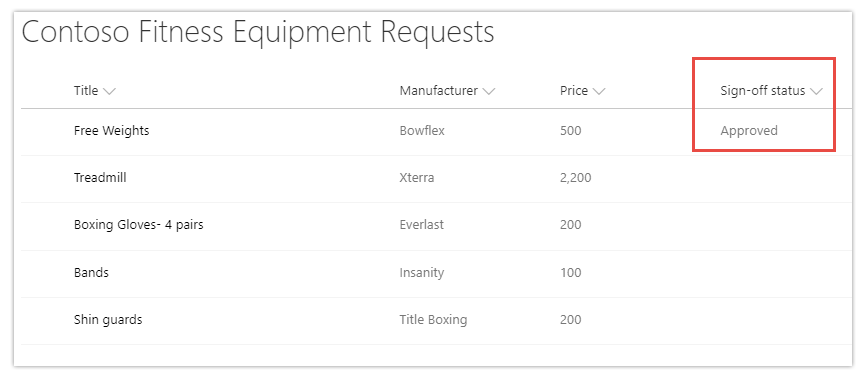 Contoso Fitness Equipment Requests
Title Manufacturer Price Sign-off status
Free Weights Bowflex 500 Approved
Treadmill Xterra 2,200
Boxing Gloves- 4 pairs Everlast 200
Bands Insanity 100
Shin guards Title Boxing 200